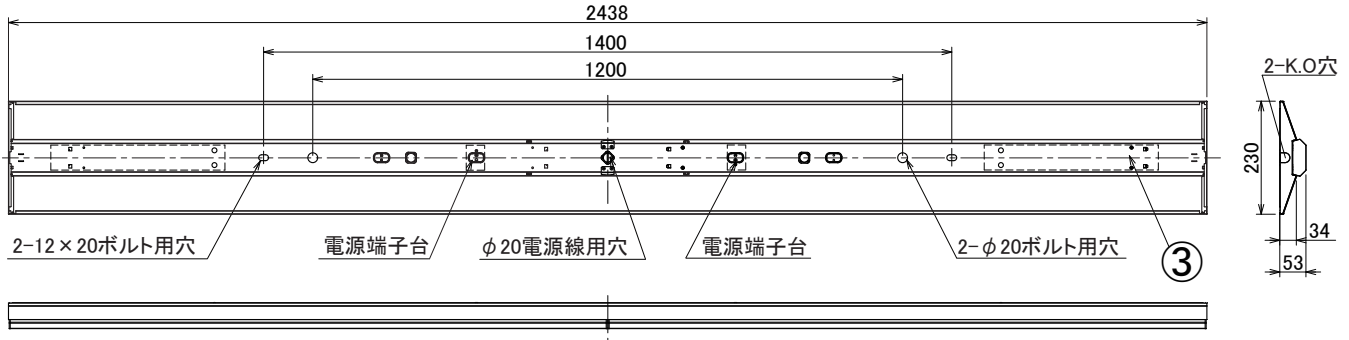 2438
1400
1200
2-K.O穴
230
2-12×20ボルト用穴
電源端子台
φ20電源線用穴
電源端子台
2-φ20ボルト用穴
③
34
53